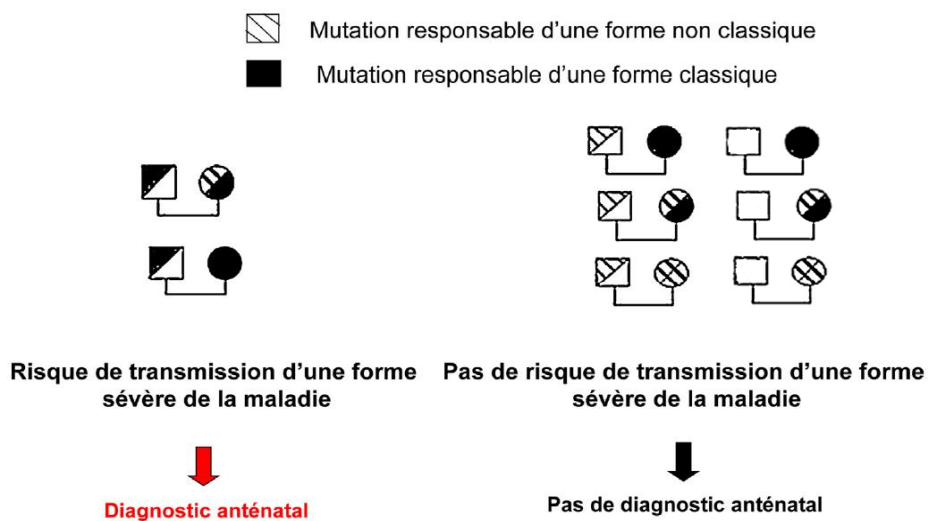 Mutation responsable d'une forme non classique
Mutation responsable d'une forme classique
Risque de transmission d'une forme
sévère de la maladie
Pas de risque de transmission d'une forme
sévère de la maladie
Diagnostic anténatal
Pas de diagnostic anténatal